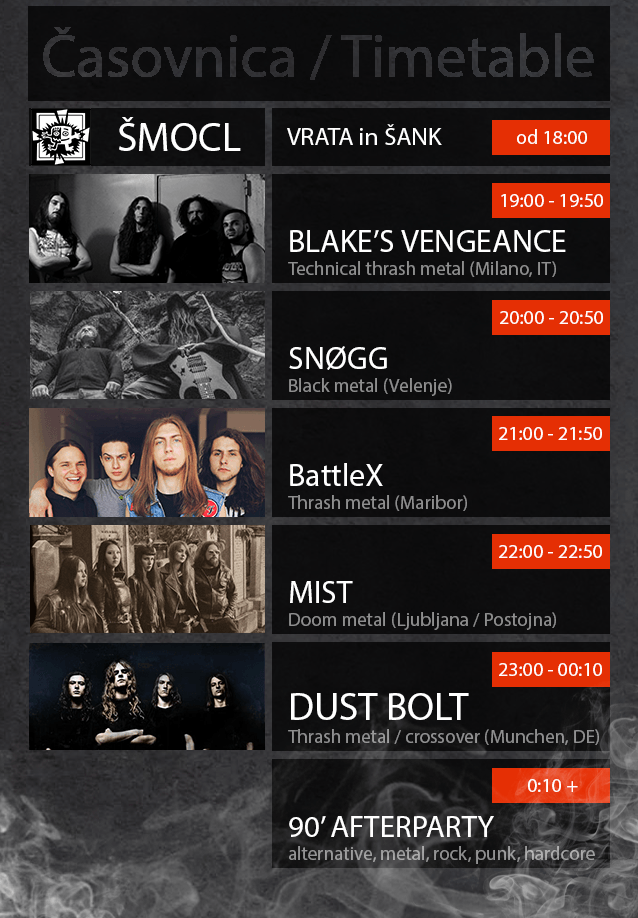 Časovnica / Timetable
ŠMOCL
VRATA in ŠANK
od 18:00
19:00 - 19:50
BLAKE'S VENGEANCE
Technical thrash metal (Milano, IT)
20:00 - 20:50
SNØGG
Black metal (Velenje)
21:00 - 21:50
BattleX
Thrash metal (Maribor)
22:00 - 22:50
MIST
Doom metal (Ljubljana / Postojna)
23:00 - 00:10
DUST BOLT
Thrash metal / crossover (Munchen, DE)
0:10 +
90’ AFTERPARTY
alternative, metal, rock, punk, hardcore